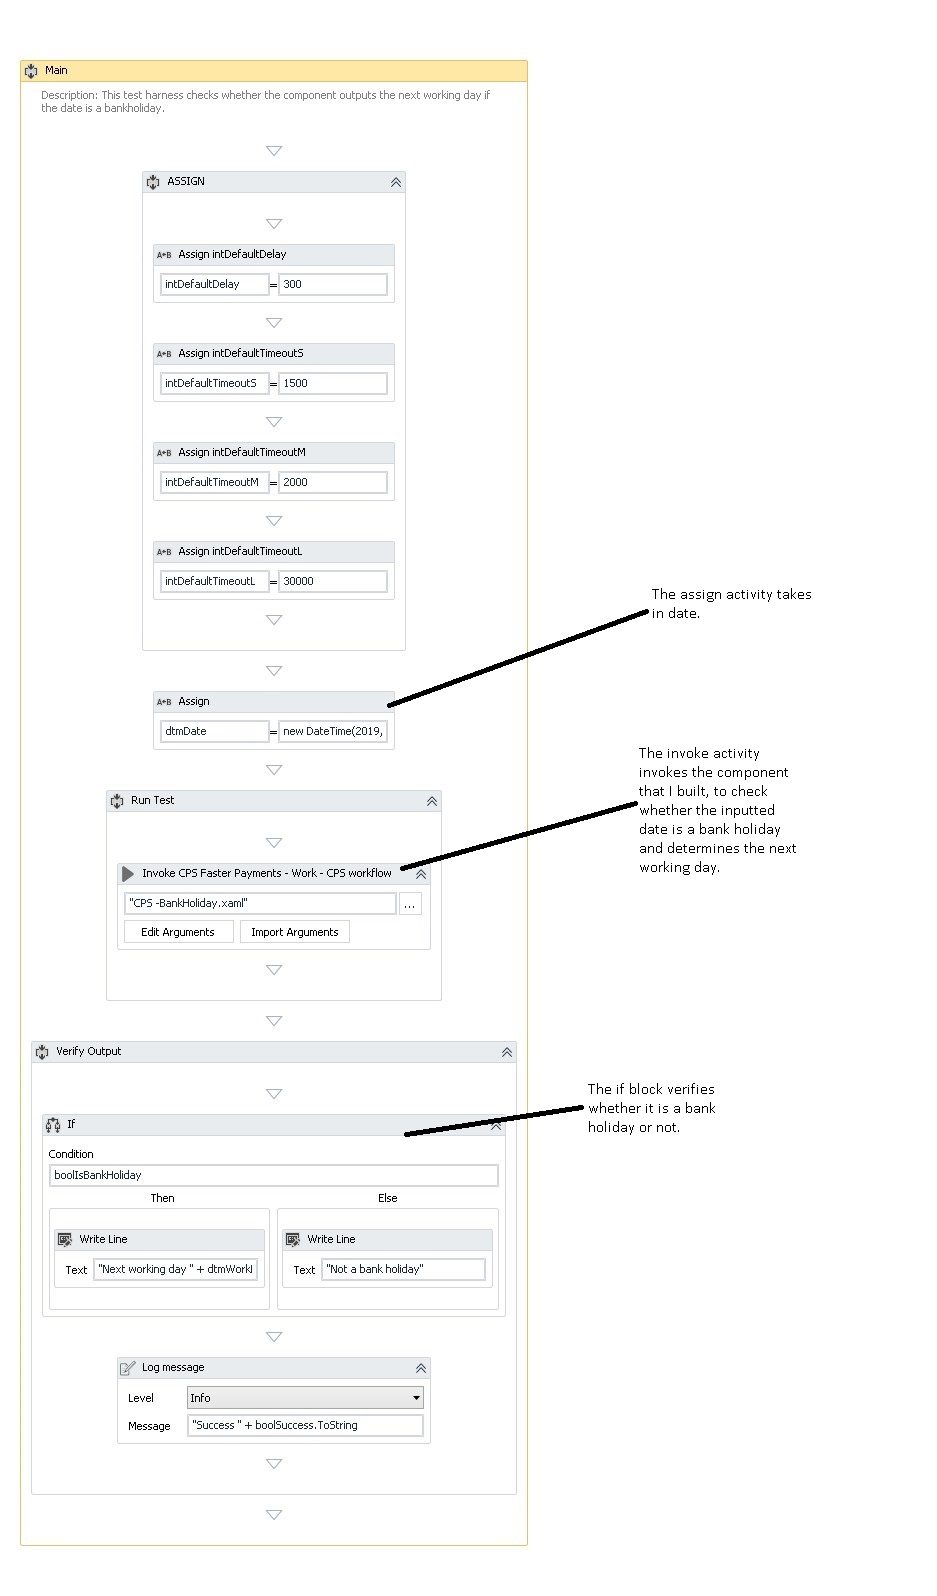 Main
Description: This test harness checks whether the component outputs the next working day if
the date is a bankholiday.
ASSIGN
A+B Assign intDefaultDelay
intDefaultDelay = 300
A+B Assign intDefaultTimeoutS
intDefaultTimeoutS = 1500
A+B Assign intDefaultTimeoutM
intDefaultTimeoutM = 2000
A+B Assign intDefaultTimeoutL
intDefaultTimeoutL = 30000
The assign activity takes
in date.
A+B Assign
dtmDate = new DateTime(2019,
The invoke activity
invokes the component
that I built, to check
whether the inputted
date is a bank holiday
and determines the next
working day.
Run Test
Invoke CPS Faster Payments - Work - CPS workflow
"CPS -BankHoliday.xaml" ...
Edit Arguments Import Arguments
Verify Output
The if block verifies
whether it is a bank
holiday or not.
If
Condition
boolIsBankHoliday
Then Else
Write Line Write Line
Text "Next working day " + dtmWorki Text "Not a bank holiday"
Log message
Level Info
Message "Success " + boolSuccess.ToString